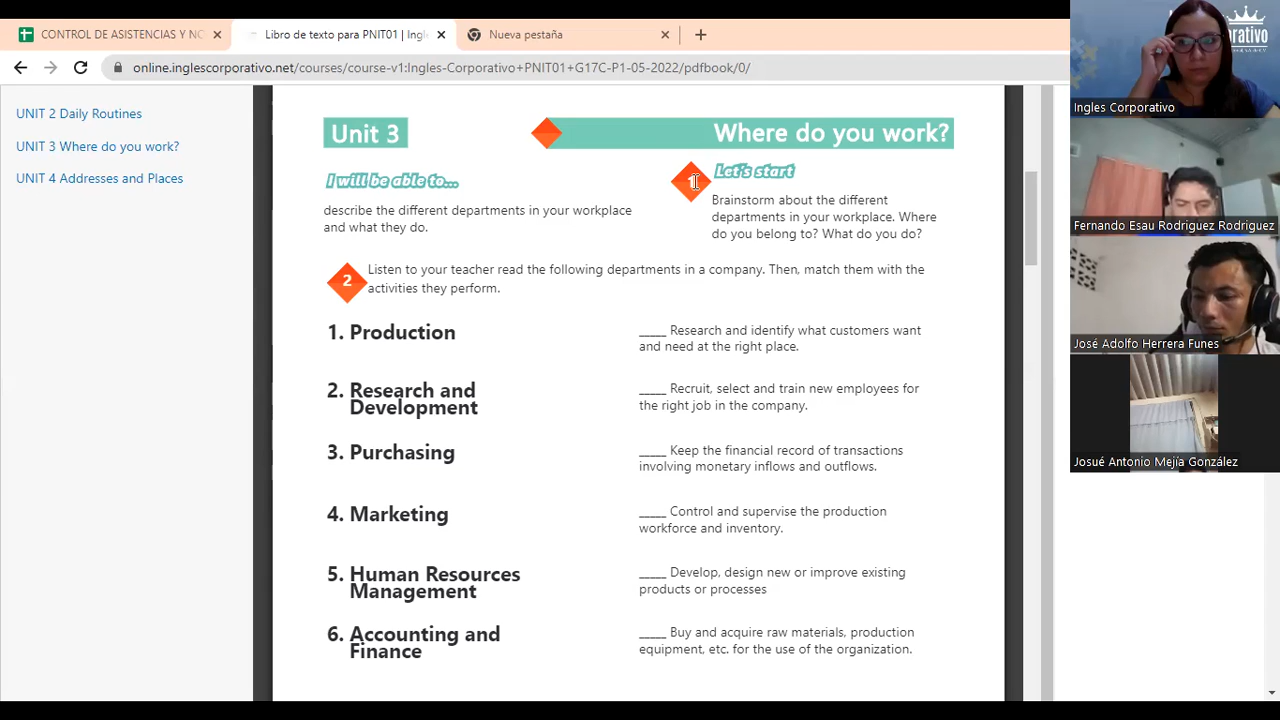 CONTROL DE ASISTENCIAS Y NC
Libro de texto para PNIT01 | Ingl
Nueva pestaña
online.inglescorporativo.net/courses/course-v1:Ingles-Corporativo+PNIT01+G17C-P1-05-2022/pdfbook/0/
UNIT 2 Daily Routines
UNIT 3 Where do you work?
UNIT 4 Addresses and Places
Unit 3
Where do you work?
I will be able to...
describe the different departments in your workplace
and what they do.
1
Let's start
Brainstorm about the different
departments in your workplace. Where
do you belong to? What do you do?
2
Listen to your teacher read the following departments in a company. Then, match them with the
activities they perform.
1. Production
_____ Research and identify what customers want
and need at the right place.
2. Research and
Development
_____ Recruit, select and train new employees for
the right job in the company.
3. Purchasing
_____ Keep the financial record of transactions
involving monetary inflows and outflows.
4. Marketing
_____ Control and supervise the production
workforce and inventory.
5. Human Resources
Management
_____ Develop, design new or improve existing
products or processes
6. Accounting and
Finance
_____ Buy and acquire raw materials, production
equipment, etc. for the use of the organization.
orativo
Ingles Corporativo
Fernando Esau Rodriguez Rodriguez
José Adolfo Herrera Funes
Josué Antonio Mejía González